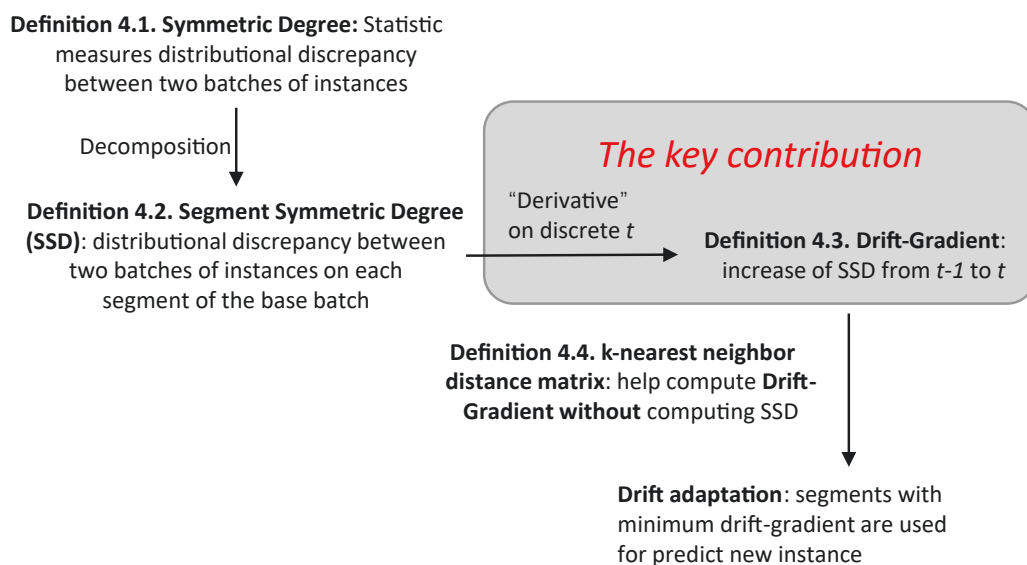 Definition 4.1. Symmetric Degree: Statistic
measures distributional discrepancy
between two batches of instances
Decomposition
Definition 4.2. Segment Symmetric Degree
(SSD): distributional discrepancy between
two batches of instances on each
segment of the base batch
The key contribution
“Derivative”
on discrete t
Definition 4.3. Drift-Gradient:
increase of SSD from t-1 to t
Definition 4.4. k-nearest neighbor
distance matrix: help compute Drift-
Gradient without computing SSD
Drift adaptation: segments with
minimum drift-gradient are used
for predict new instance